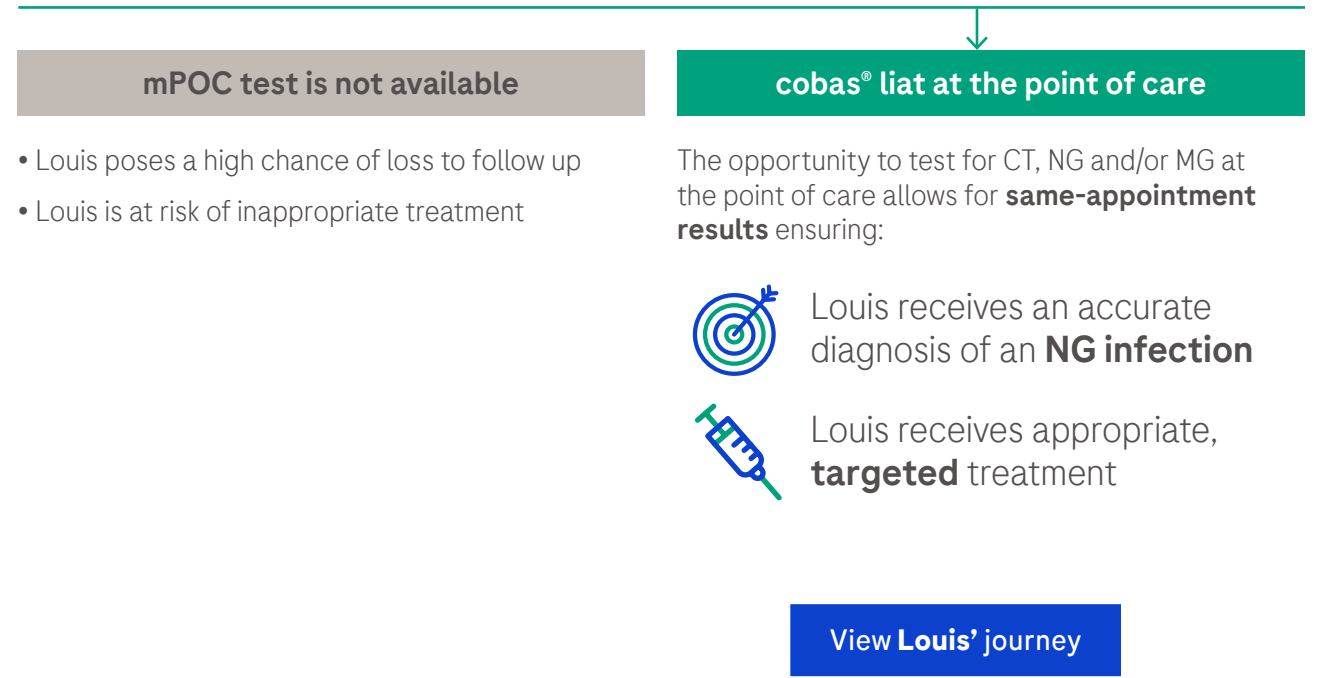 mPOC test is not available
• Louis poses a high chance of loss to follow up
• Louis is at risk of inappropriate treatment
cobas® liat at the point of care
The opportunity to test for CT, NG and/or MG at
the point of care allows for same-appointment
results ensuring:
Louis receives an accurate
diagnosis of an NG infection
Louis receives appropriate,
targeted treatment
View Louis’ journey